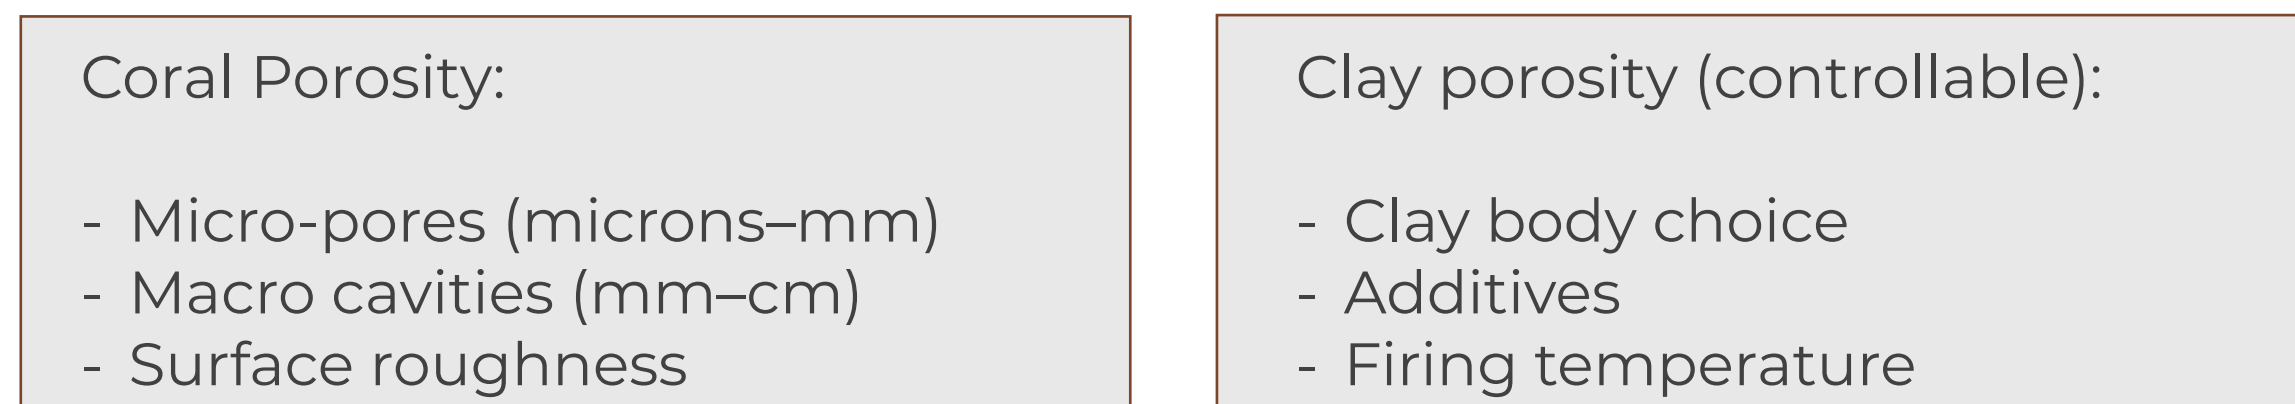 Coral Porosity:
- Micro-pores (microns–mm)
- Macro cavities (mm–cm)
- Surface roughness
Clay porosity (controllable):
- Clay body choice
- Additives
- Firing temperature